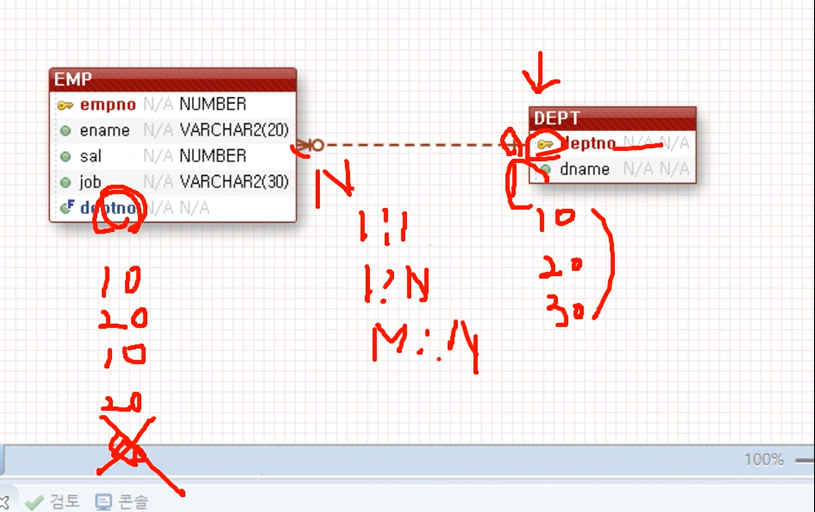 EMP
empno N/A NUMBER
ename N/A VARCHAR2(20)
sal N/A NUMBER
job N/A VARCHAR2(30)
F deptno N/A N/A
DEPT
deptno N/A N/A
dname N/A N/A
N
1
1:1
1:N
M:N
10
20
30
10
20
10
20
100%
검토
콘솔